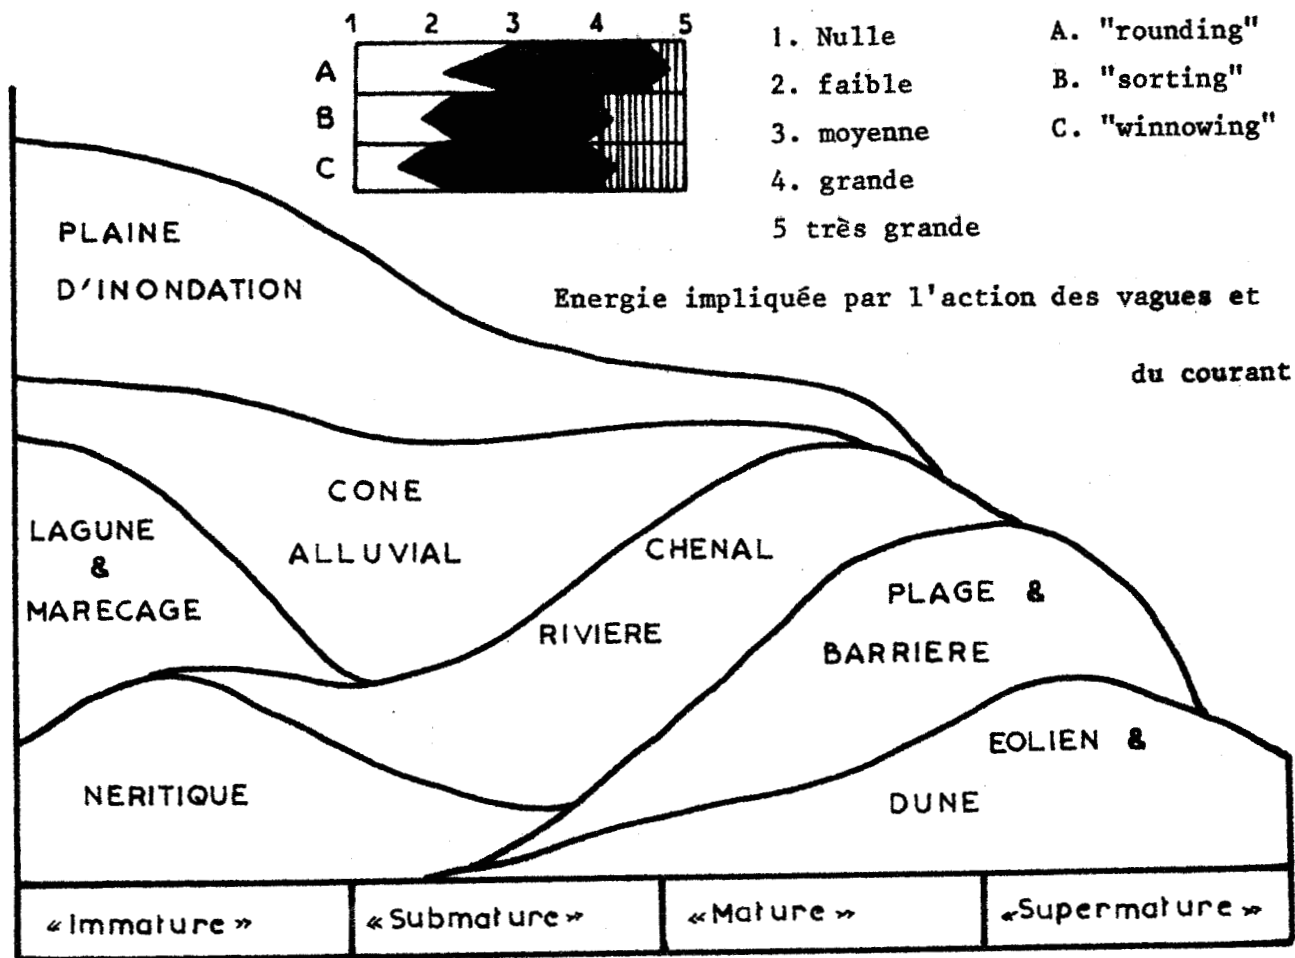 1 2 3 4 5
A
B
C
1. Nulle
2. faible
3. moyenne
4. grande
5 très grande
A. "rounding"
B. "sorting"
C. "winnowing"
Energie impliquée par l'action des vagues et
du courant
PLAINE
D'INONDATION
CONE
ALLUVIAL
LAGUNE
&
MARECAGE
CHENAL
RIVIERE
PLAGE &
BARRIERE
NERITIQUE
EOLIEN &
DUNE
«Immature» «Submature» «Mature» «Supermature»